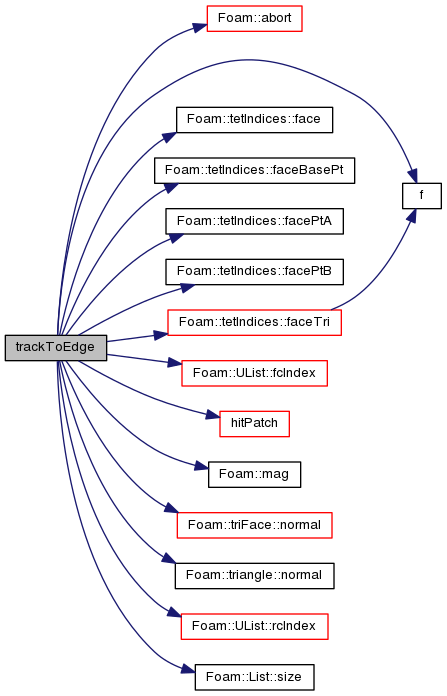 Foam::abort
Foam::tetIndices::face
Foam::tetIndices::faceBasePt
f
Foam::tetIndices::facePtA
Foam::tetIndices::facePtB
Foam::tetIndices::faceTri
trackToEdge
Foam::UList::fcIndex
hitPatch
Foam::mag
Foam::triFace::normal
Foam::triangle::normal
Foam::UList::rcIndex
Foam::List::size